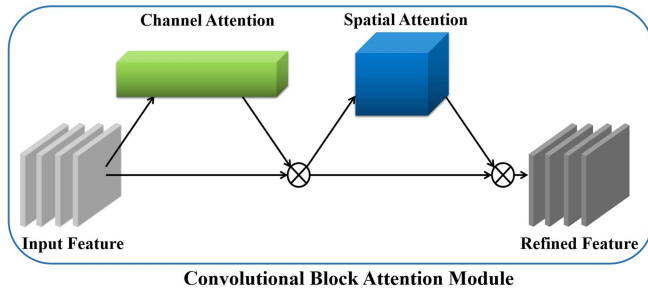 Channel Attention
Spatial Attention
Input Feature
Refined Feature
Convolutional Block Attention Module